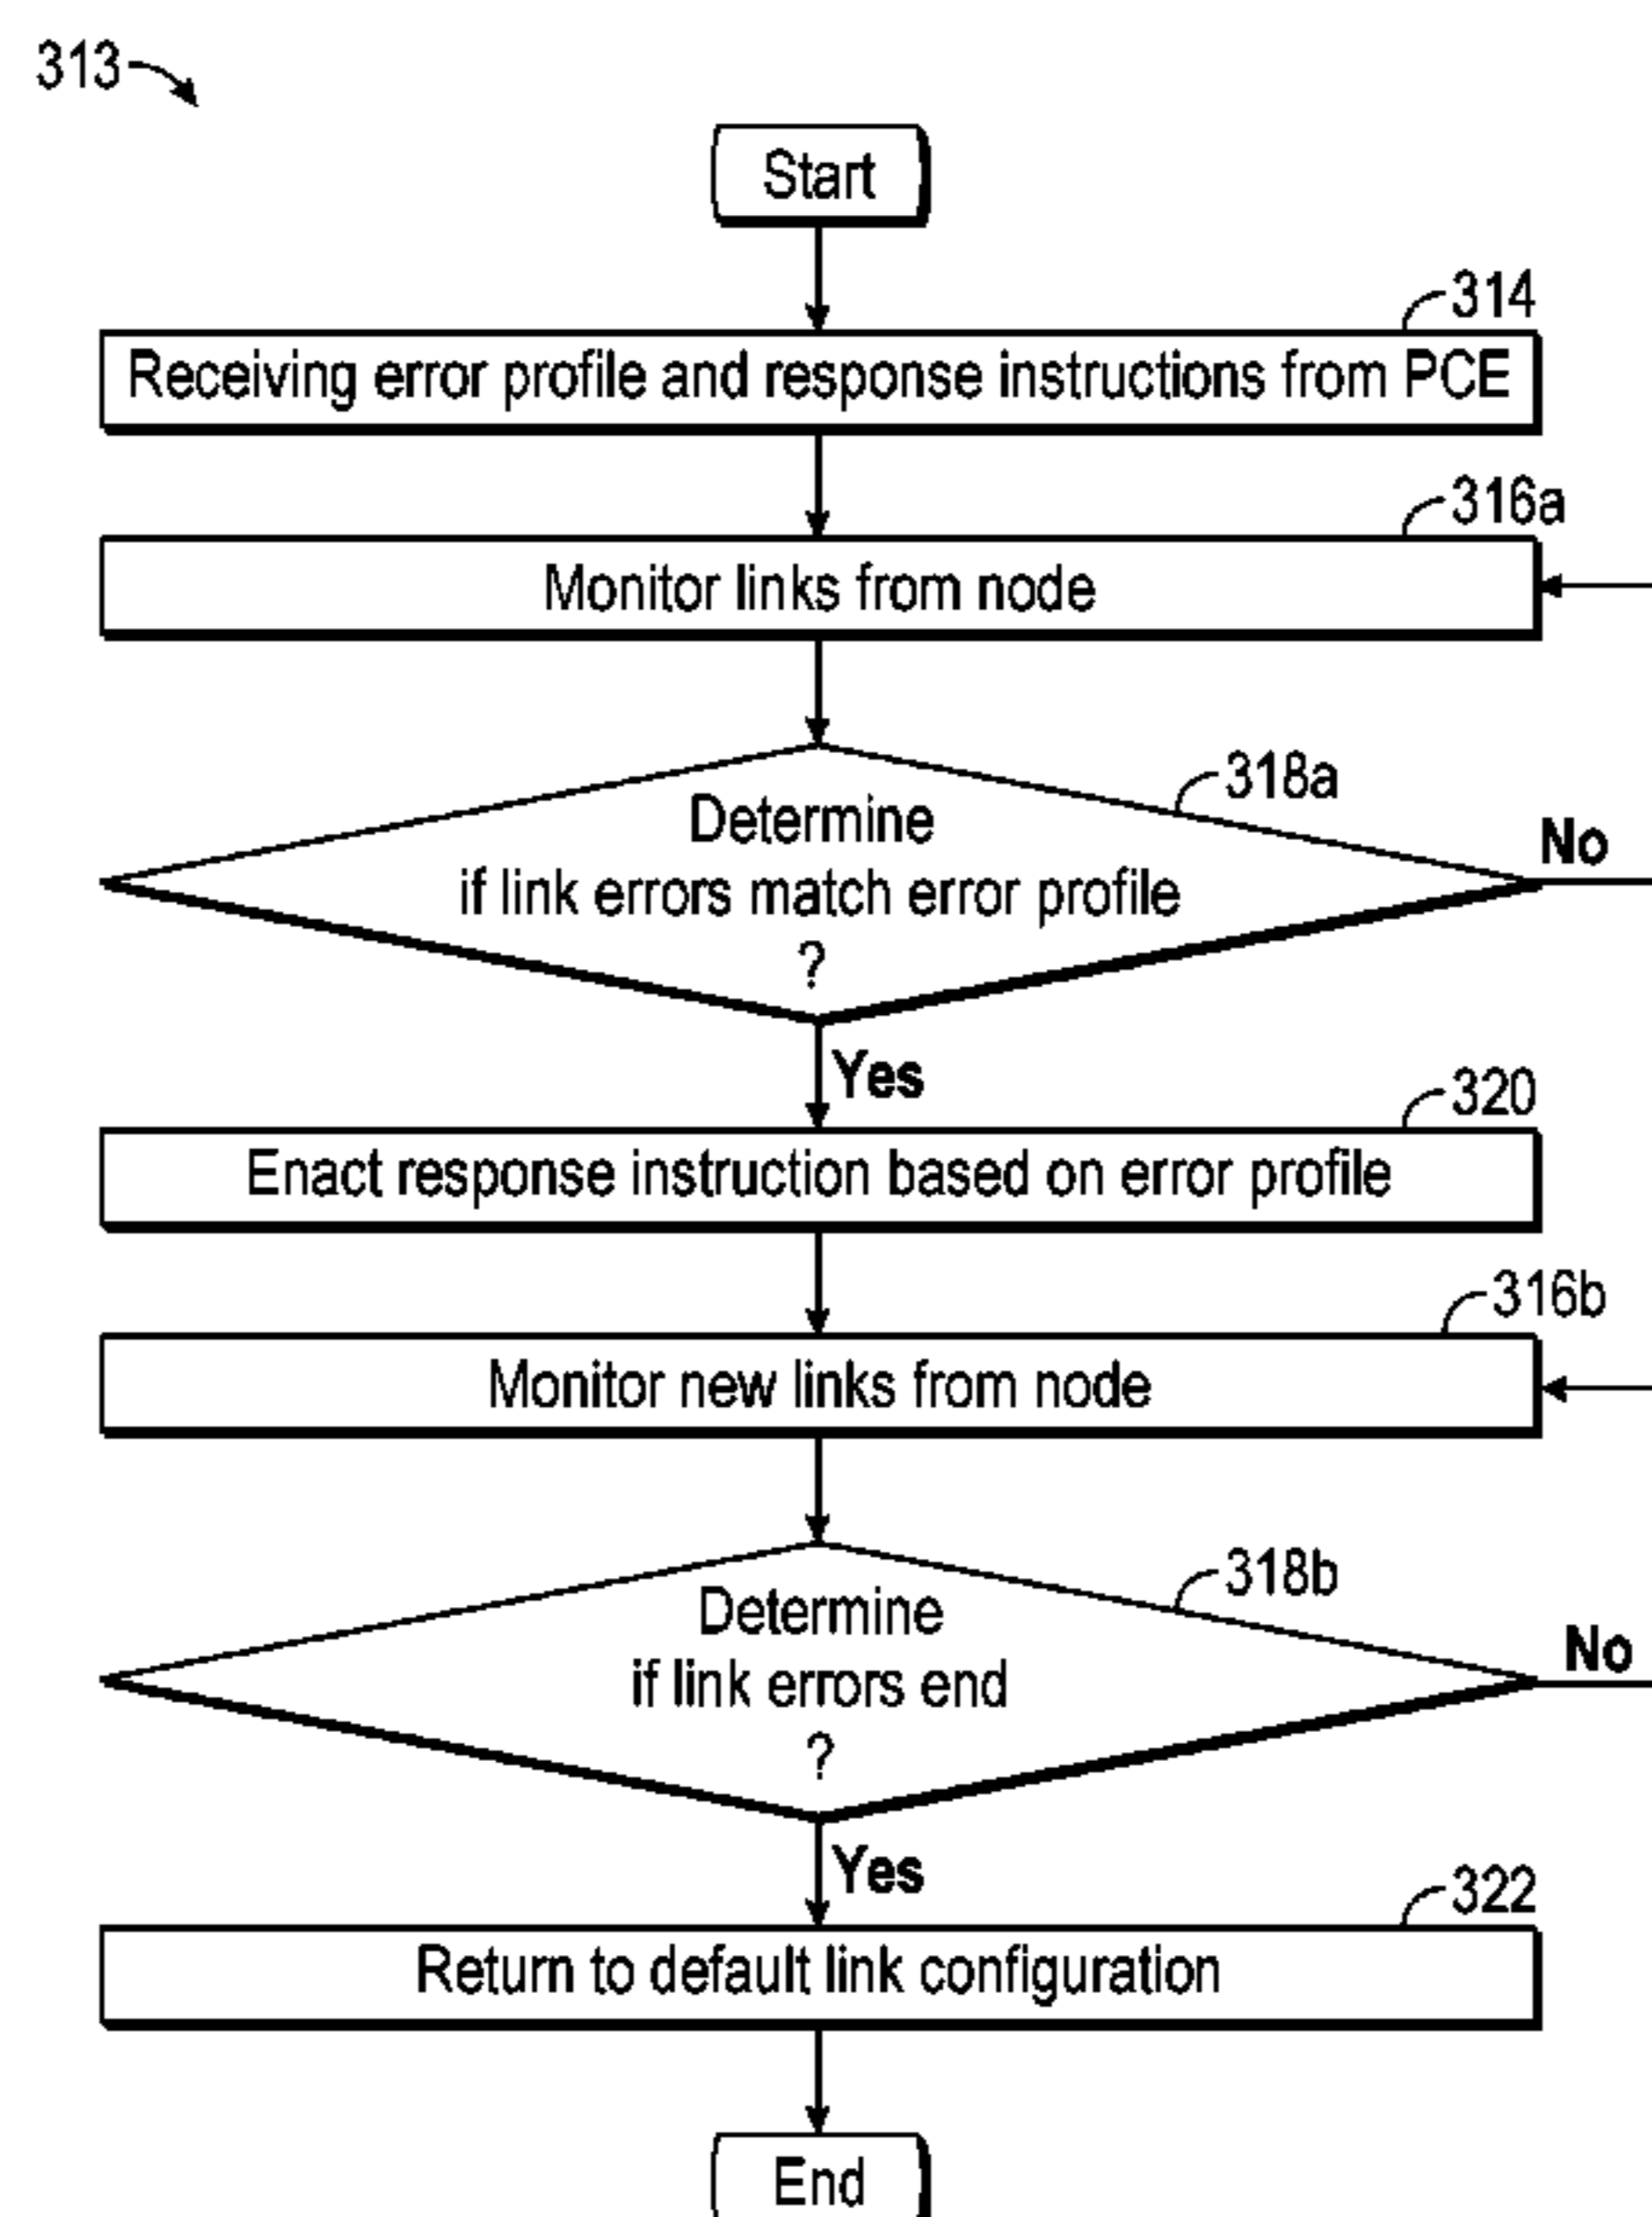 313
Start
314
Receiving error profile and response instructions from PCE
316a
Monitor links from node
318a
Determine
if link errors match error profile
?
No
Yes
320
Enact response instruction based on error profile
316b
Monitor new links from node
318b
Determine
if link errors end
?
No
Yes
322
Return to default link configuration
End